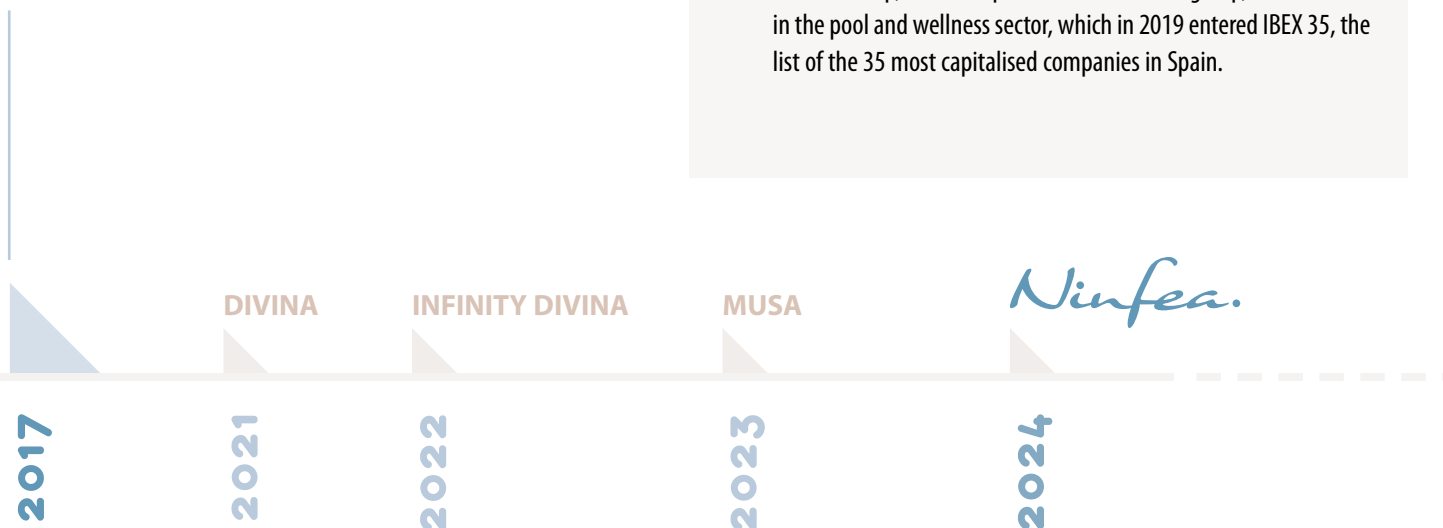 in the pool and wellness sector, which in 2019 entered IBEX 35, the
list of the 35 most capitalised companies in Spain.
DIVINA
INFINITY DIVINA
MUSA
Ninfea.
2017
2021
2022
2023
2024